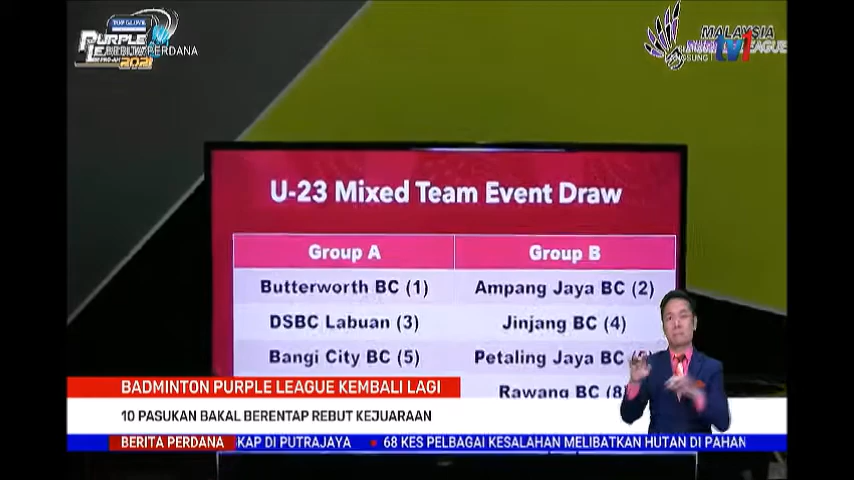 TOP GLOVE
PURPLE
LEAGUE
2021
BERITA PERDANA
MALAYSIA
LEAGUE
tv1
LANGSUNG
U-23 Mixed Team Event Draw
Group A
Group B
Butterworth BC (1)
Ampang Jaya BC (2)
DSBC Labuan (3)
Jinjang BC (4)
Bangi City BC (5)
Petaling Jaya BC
Rawang BC (8)
BADMINTON PURPLE LEAGUE KEMBALI LAGI
10 PASUKAN BAKAL BERENTAP REBUT KEJUARAAN
BERITA PERDANA
KAP DI PUTRAJAYA ▪ 68 KES PELBAGAI KESALAHAN MELIBATKAN HUTAN DI PAHAN